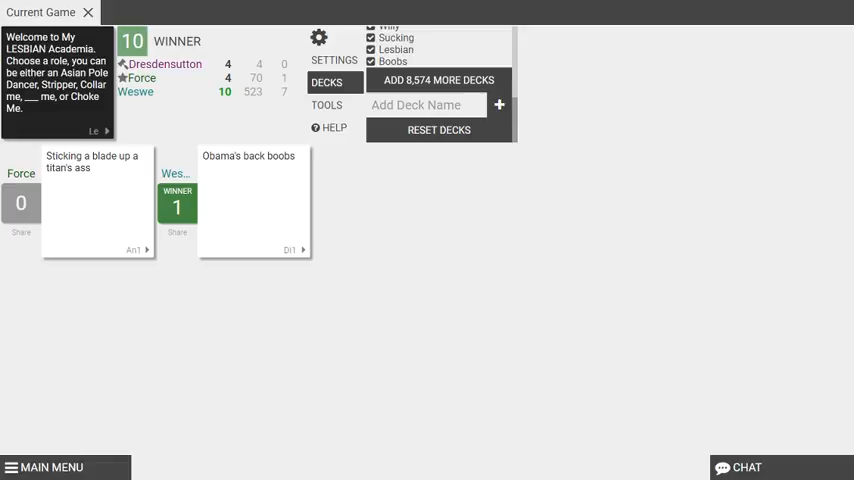 Current Game
Welcome to My
LESBIAN Academia.
Choose a role, you can
be either an Asian Pole
Dancer, Stripper, Collar
me, ___ me, or Choke
Me.
Le
10 WINNER
Dresdensutton 4 4 0
Force 4 70 1
Weswe 10 523 7
SETTINGS
DECKS
TOOLS
HELP
Willy
Sucking
Lesbian
Boobs
ADD 8,574 MORE DECKS
Add Deck Name
RESET DECKS
Force
0
Share
Sticking a blade up a
titan's ass
An1
Wes...
WINNER
1
Share
Obama's back boobs
Di1
MAIN MENU
CHAT